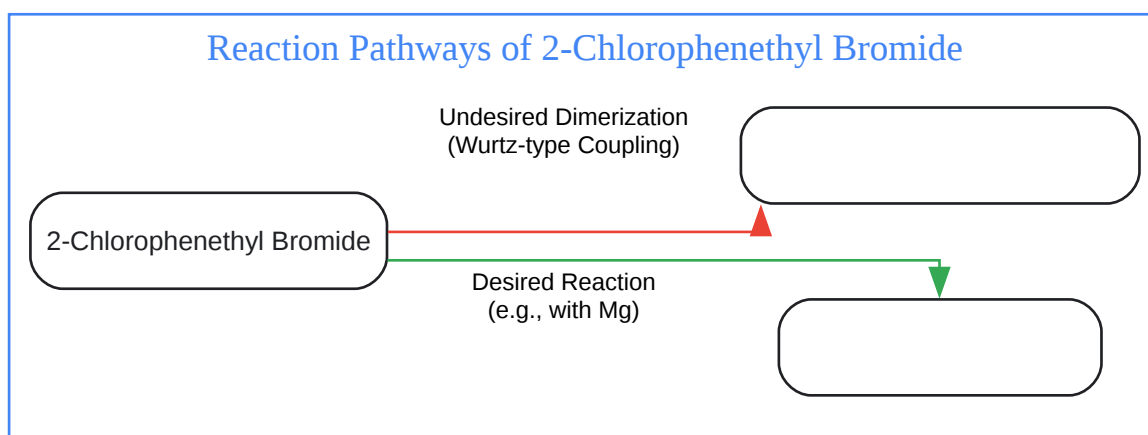 Reaction Pathways of 2-Chlorophenethyl Bromide
Undesired Dimerization
(Wurtz-type Coupling)
2-Chlorophenethyl Bromide
Desired Reaction
(e.g., with Mg)